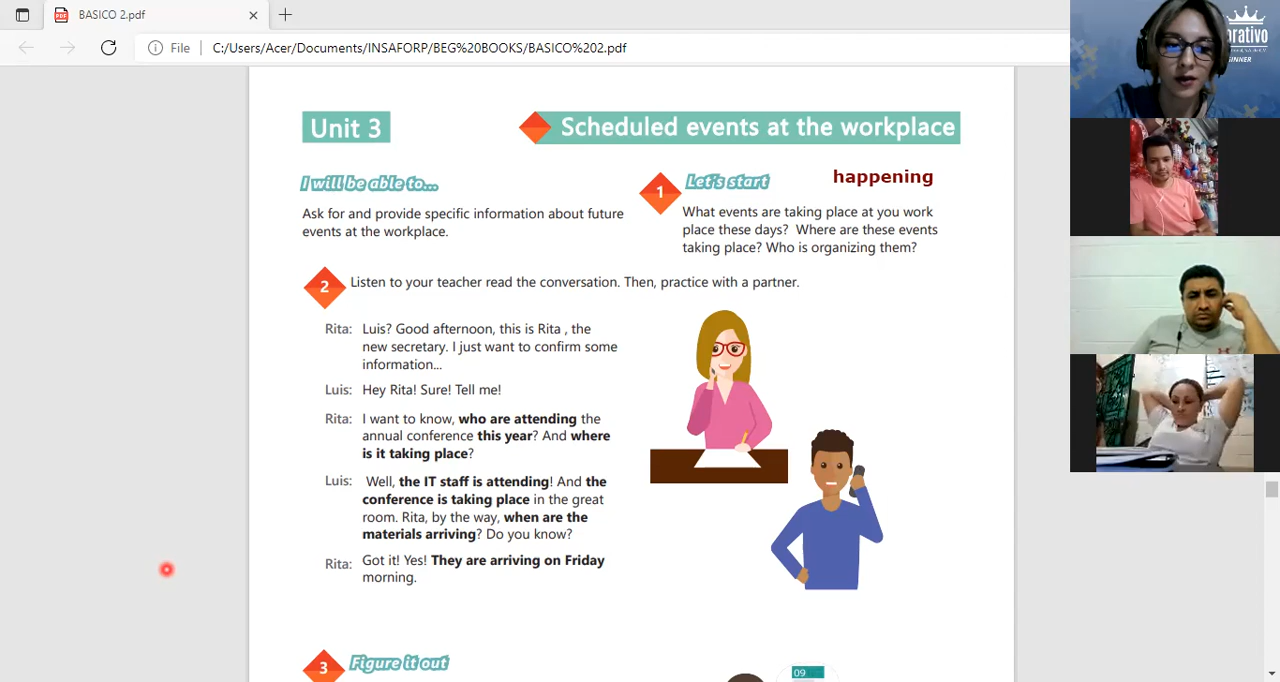 BASICO 2.pdf
File
C:/Users/Acer/Documents/INSAFORP/BEG%20BOOKS/BASICO%202.pdf
Unit 3
Scheduled events at the workplace
I will be able to...
Ask for and provide specific information about future
events at the workplace.
1
Let's start
happening
What events are taking place at you work
place these days? Where are these events
taking place? Who is organizing them?
2
Listen to your teacher read the conversation. Then, practice with a partner.
Rita: Luis? Good afternoon, this is Rita , the
new secretary. I just want to confirm some
information...
Luis: Hey Rita! Sure! Tell me!
Rita: I want to know, who are attending the
annual conference this year? And where
is it taking place?
Luis: Well, the IT staff is attending! And the
conference is taking place in the great
room. Rita, by the way, when are the
materials arriving? Do you know?
Rita: Got it! Yes! They are arriving on Friday
morning.
3
Figure it out
09